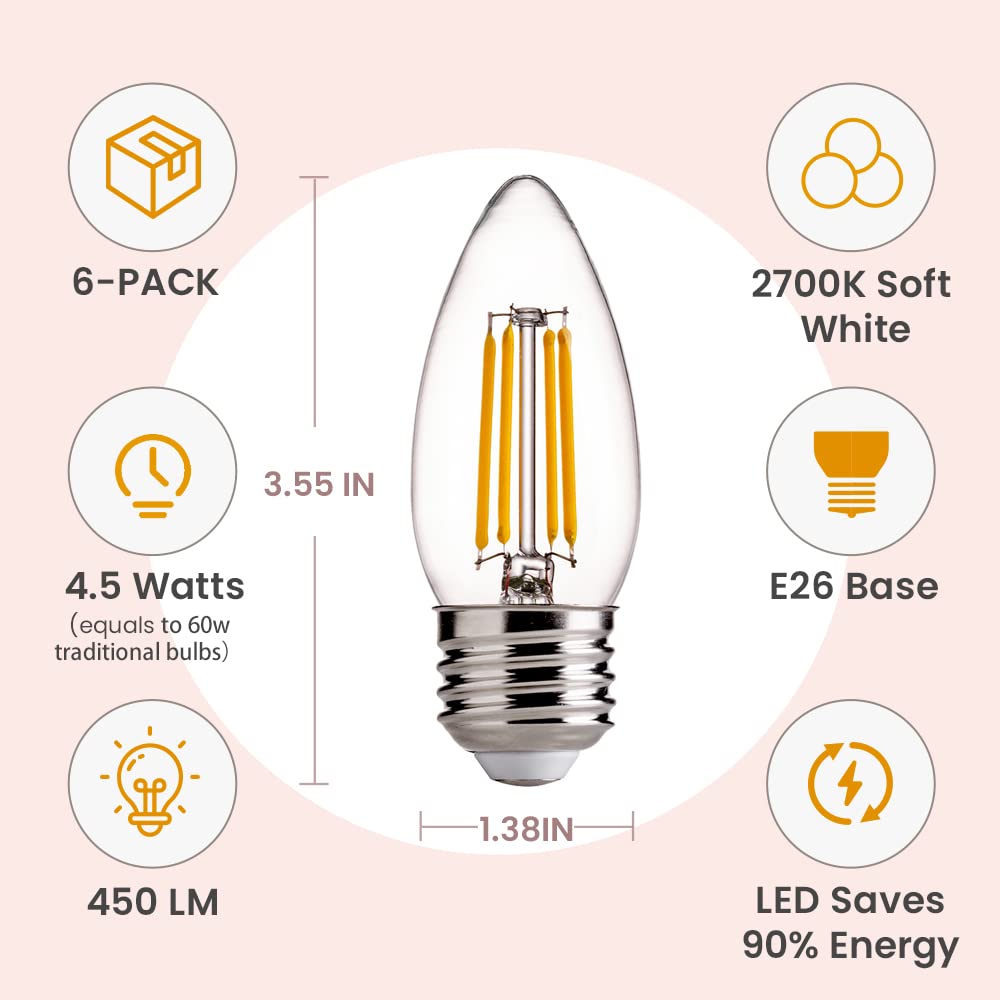 6-PACK
2700K Soft
White
3.55 IN
4.5 Watts
(equals to 60w
traditional bulbs)
E26 Base
1.38IN
450 LM
LED Saves
90% Energy